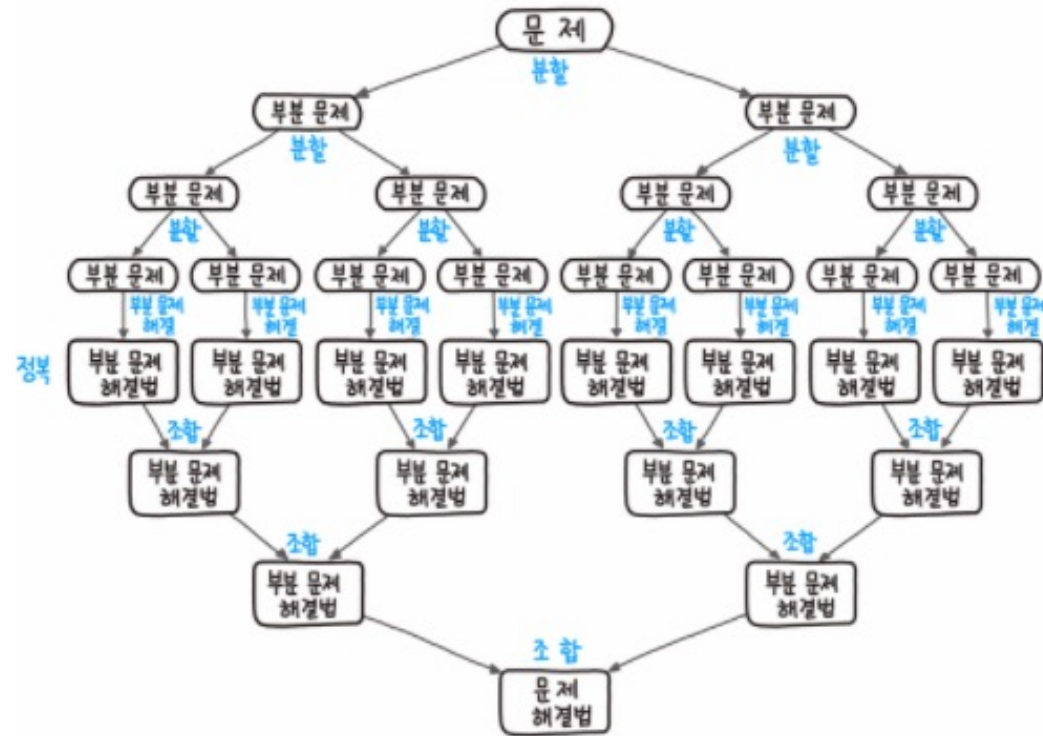 문 제
분할
부분 문제 부분 문제
분할 분할
부분 문제 부분 문제 부분 문제 부분 문제
분할 분할 분할 분할
부분 문제 부분 문제 부분 문제 부분 문제 부분 문제 부분 문제 부분 문제 부분 문제
부분 문제 부분 문제 부분 문제 부분 문제 부분 문제 부분 문제 부분 문제 부분 문제
해결 해결 해결 해결 해결 해결 해결 해결
정복
부분 문제 부분 문제 부분 문제 부분 문제 부분 문제 부분 문제 부분 문제 부분 문제
해결법 해결법 해결법 해결법 해결법 해결법 해결법 해결법
조합 조합 조합 조합
부분 문제 부분 문제 부분 문제 부분 문제
해결법 해결법 해결법 해결법
조합 조합
부분 문제 부분 문제
해결법 해결법
조 합
문 제
해결법